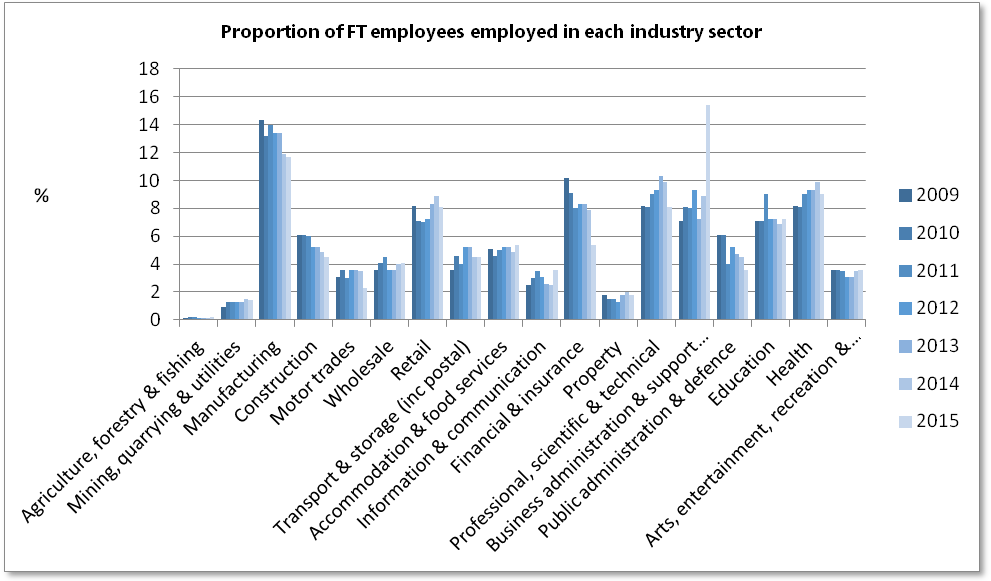 Proportion of FT employees employed in each industry sector
18
16
14
12
10
8
6
4
2
0
%
Agriculture, forestry & fishing
Mining, quarrying & utilities
Manufacturing
Construction
Motor trades
Wholesale
Retail
Transport & storage (inc postal)
Accommodation & food services
Information & communication
Financial & insurance
Property
Professional, scientific & technical
Business administration & support...
Public administration & defence
Education
Health
Arts, entertainment, recreation &...
2009
2010
2011
2012
2013
2014
2015